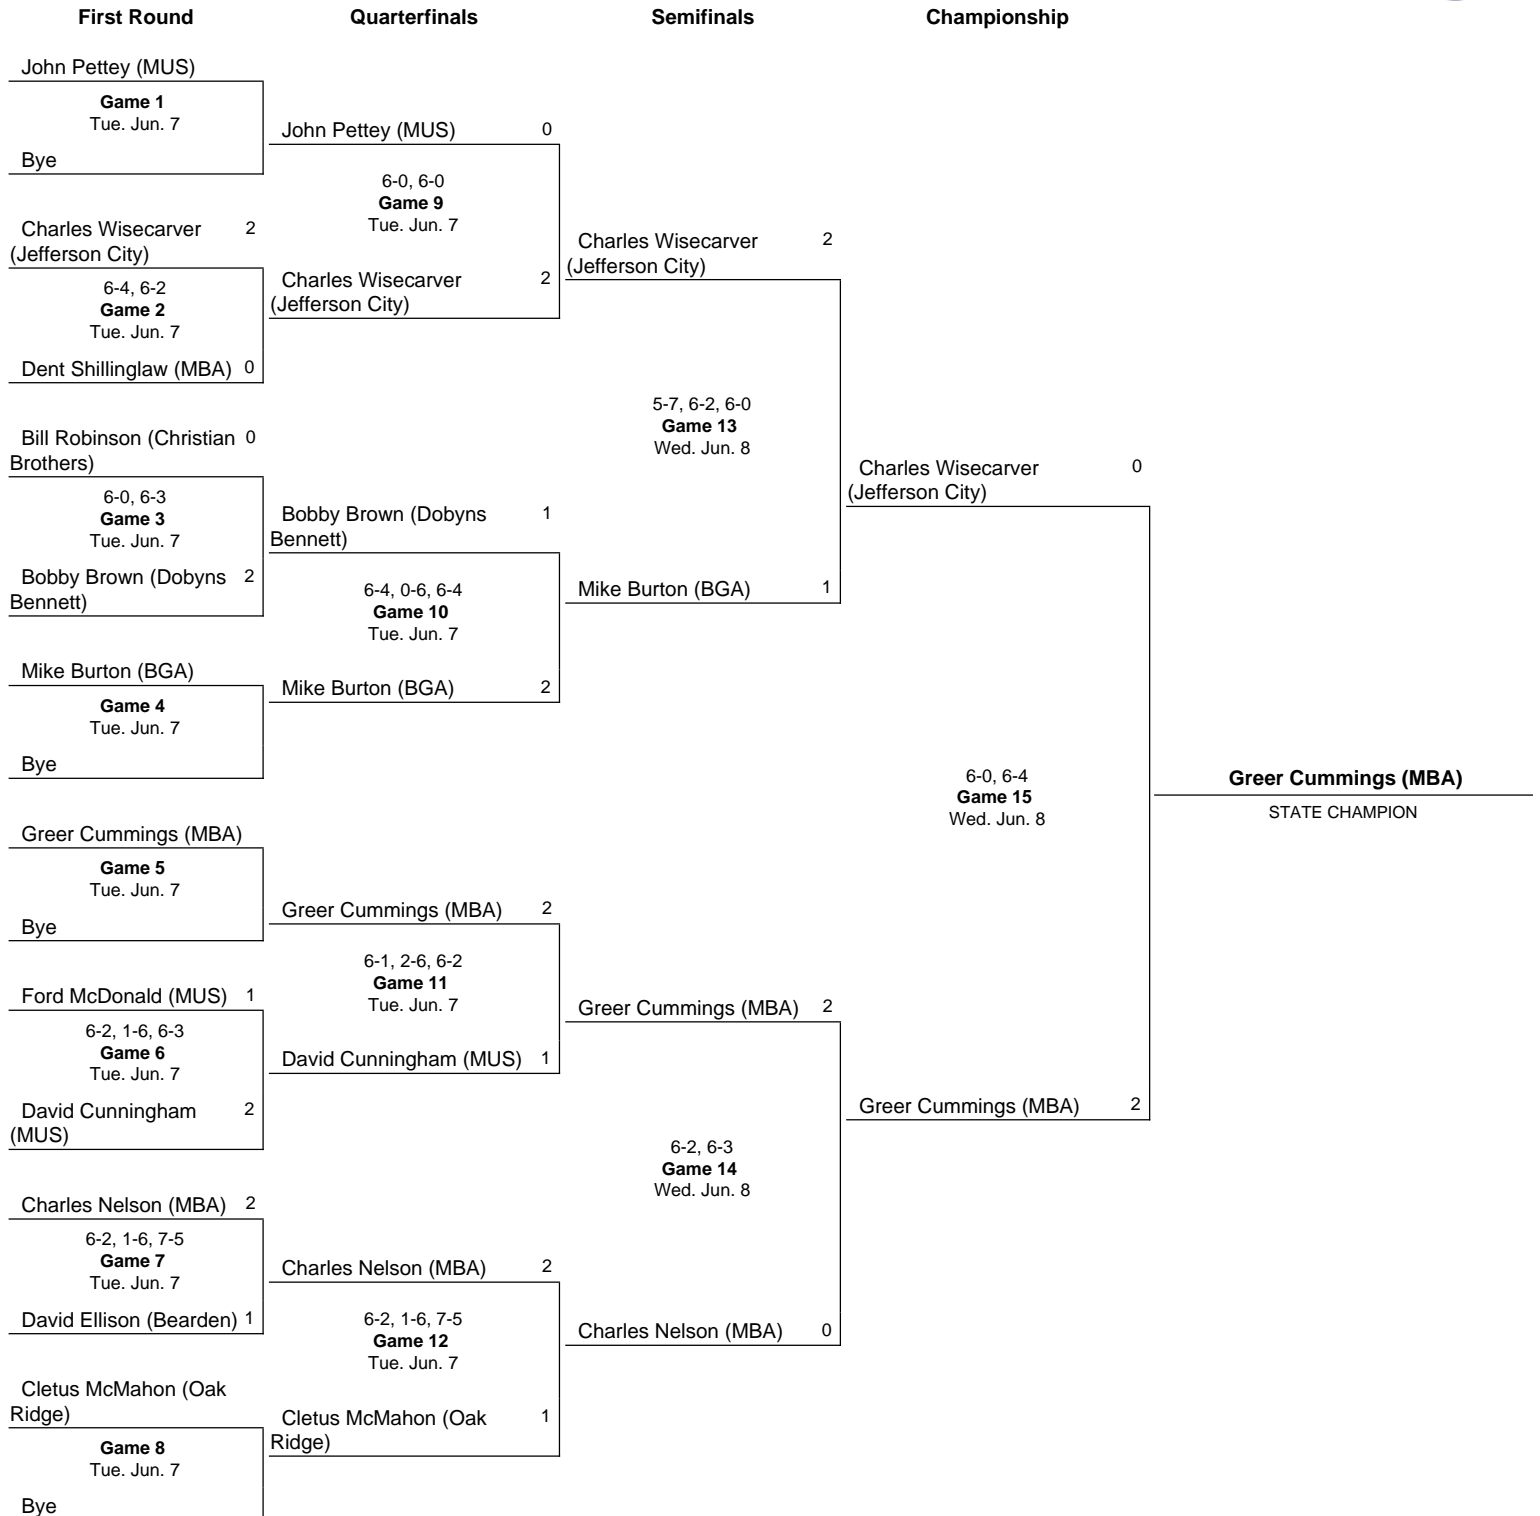 First Round
Quarterfinals
Semifinals
Championship
John Pettey (MUS)
Game 1
Tue. Jun. 7
Bye
Charles Wisecarver 2
(Jefferson City)
6-4, 6-2
Game 2
Tue. Jun. 7
Dent Shillinglaw (MBA) 0
Bill Robinson (Christian 0
Brothers)
6-0, 6-3
Game 3
Tue. Jun. 7
Bobby Brown (Dobyns 2
Bennett)
Mike Burton (BGA)
Game 4
Tue. Jun. 7
Bye
Greer Cummings (MBA)
Game 5
Tue. Jun. 7
Bye
Ford McDonald (MUS) 1
6-2, 1-6, 6-3
Game 6
Tue. Jun. 7
David Cunningham 2
(MUS)
Charles Nelson (MBA) 2
6-2, 1-6, 7-5
Game 7
Tue. Jun. 7
David Ellison (Bearden) 1
Cletus McMahon (Oak
Ridge)
Game 8
Tue. Jun. 7
Bye
John Pettey (MUS) 0
6-0, 6-0
Game 9
Tue. Jun. 7
Charles Wisecarver 2
(Jefferson City)
Bobby Brown (Dobyns 1
Bennett)
6-4, 0-6, 6-4
Game 10
Tue. Jun. 7
Mike Burton (BGA) 2
Greer Cummings (MBA) 2
6-1, 2-6, 6-2
Game 11
Tue. Jun. 7
David Cunningham (MUS) 1
Charles Nelson (MBA) 2
6-2, 1-6, 7-5
Game 12
Tue. Jun. 7
Cletus McMahon (Oak 1
Ridge)
Charles Wisecarver 2
(Jefferson City)
5-7, 6-2, 6-0
Game 13
Wed. Jun. 8
Mike Burton (BGA) 1
Greer Cummings (MBA) 2
6-2, 6-3
Game 14
Wed. Jun. 8
Charles Nelson (MBA) 0
Charles Wisecarver 0
(Jefferson City)
6-0, 6-4
Game 15
Wed. Jun. 8
Greer Cummings (MBA) 2
Greer Cummings (MBA)
STATE CHAMPION